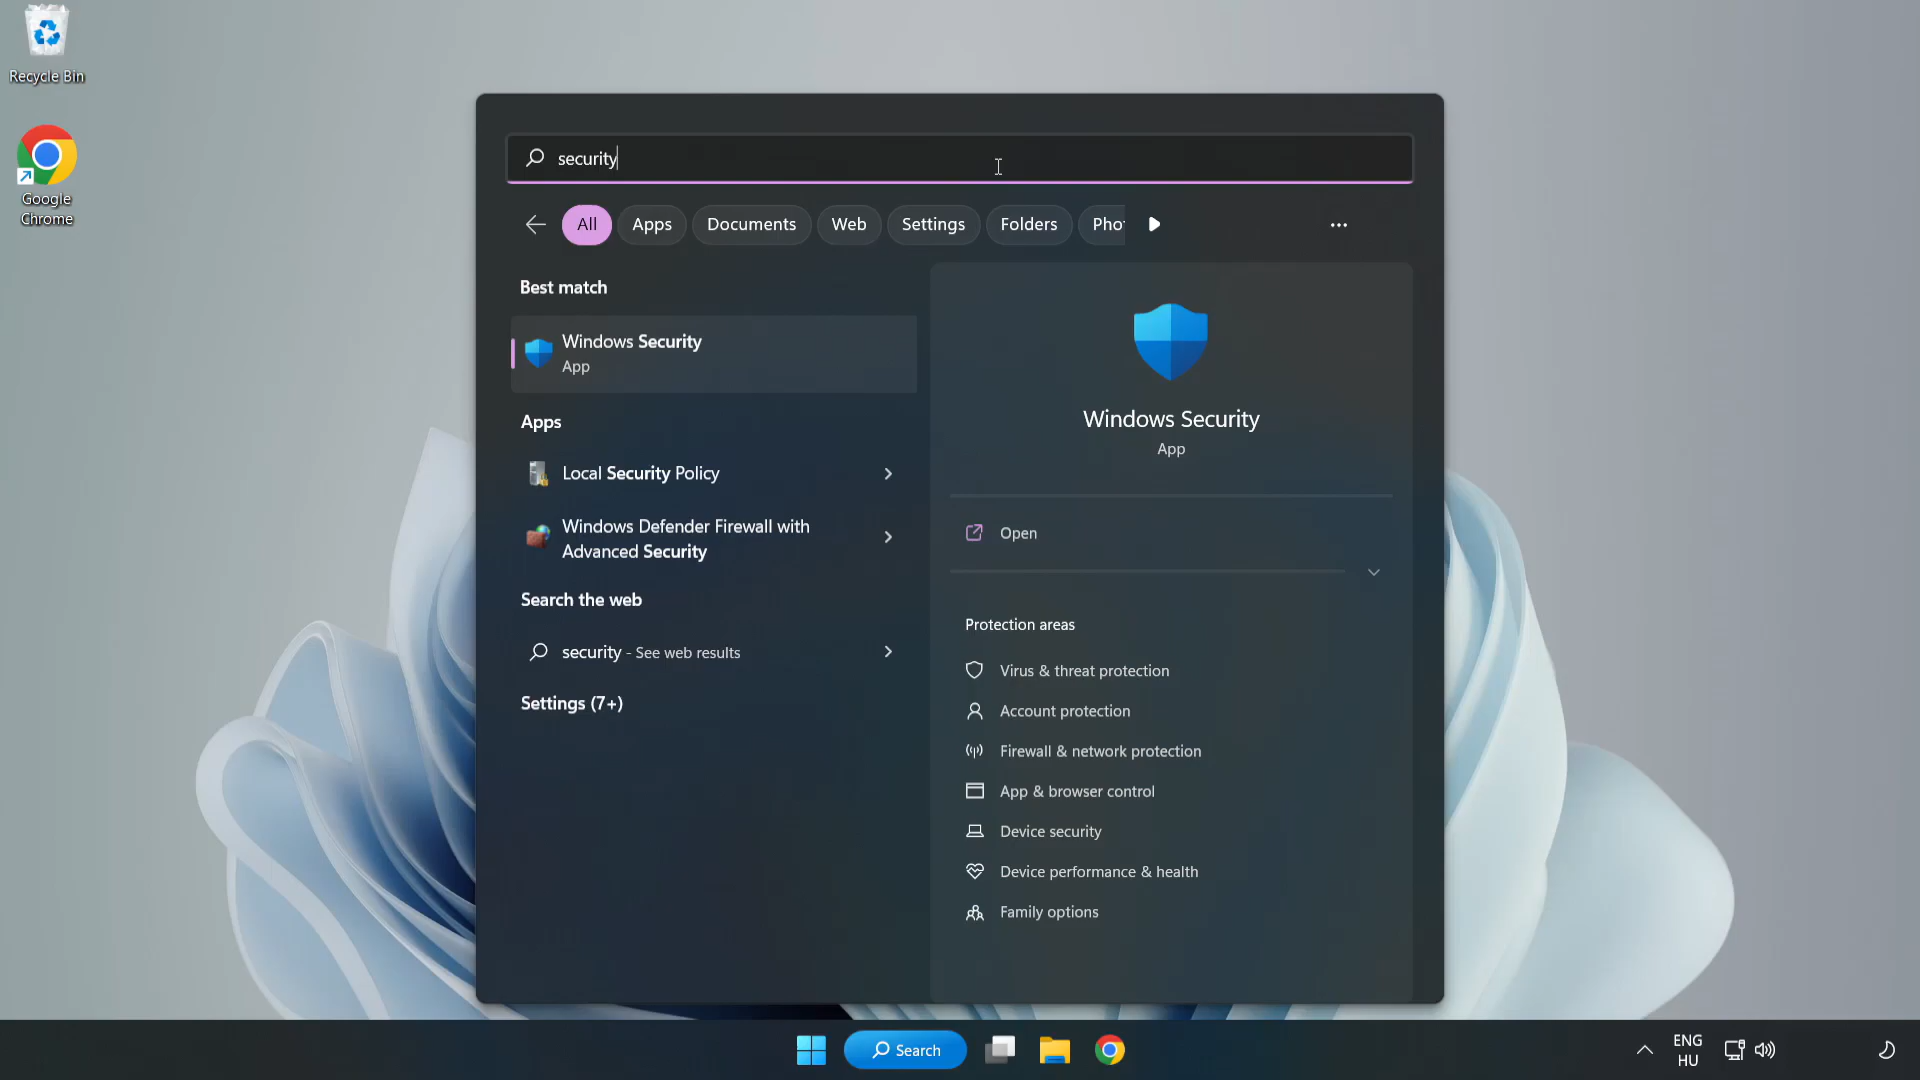 Recycle Bin
Google
Chrome
security
All
Apps
Documents
Web
Settings
Folders
Best match
Windows Security
App
Apps
Local Security Policy
Windows Defender Firewall with
Advanced Security
Search the web
security - See web results
Settings (7+)
Windows Security
App
Open
Protection areas
Virus & threat protection
Account protection
Firewall & network protection
App & browser control
Device security
Device performance & health
Family options
Search
ENG
HU